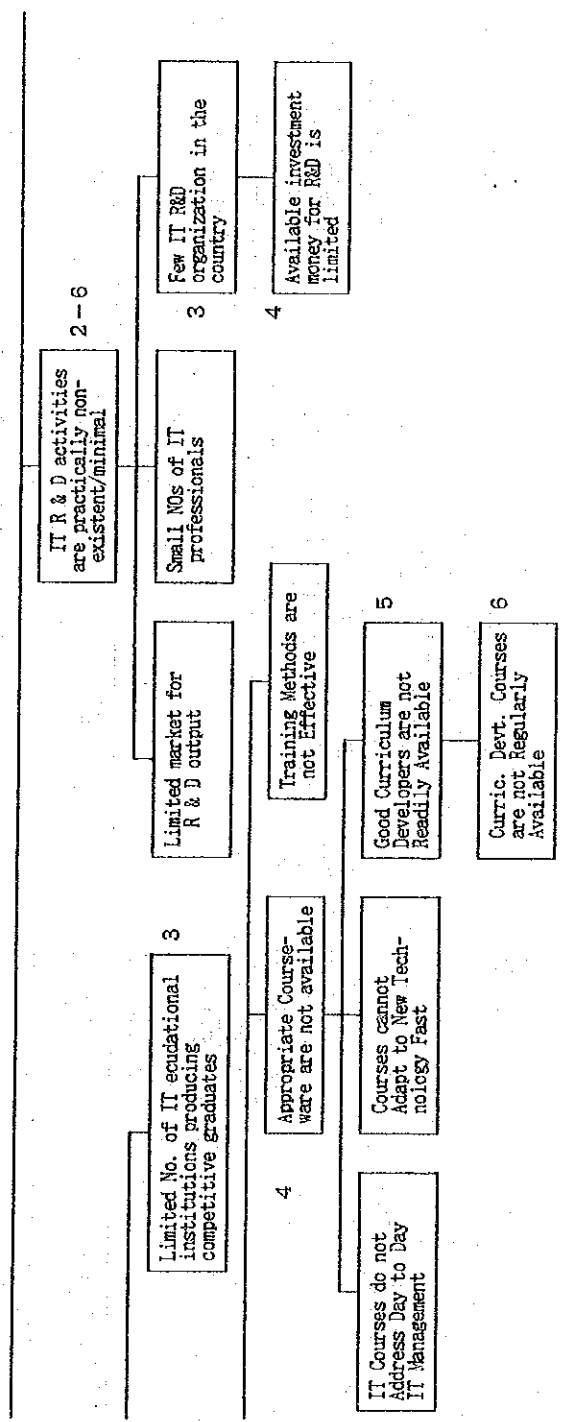 IT R & D activities
are practically non-
existent/minimal
2-6
Limited No. of IT ecudational
institutions producing
competitive graduates
3
Limited market for
R & D output
Small NOs of IT
professionals
3
Few IT R&D
organization in the
country
4
Appropriate Course-
ware are not available
Training Methods are
not Effective
4
Available investment
money for R&D is
limited
IT Courses do not
Address Day to Day
IT Management
Courses cannot
Adapt to New Tech-
nology Fast
Good Curriculum
Developers are not
Readily Available
5
Curric. Devt. Courses
are not Regularly
Available
6